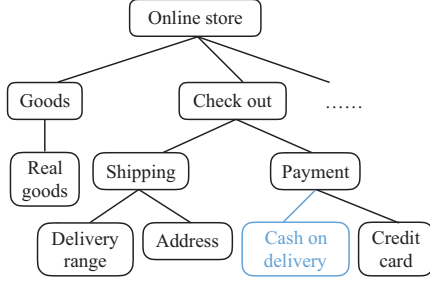 Online store
Goods
Check out
......
Real
goods
Shipping
Payment
Delivery
range
Address
Cash on
delivery
Credit
card